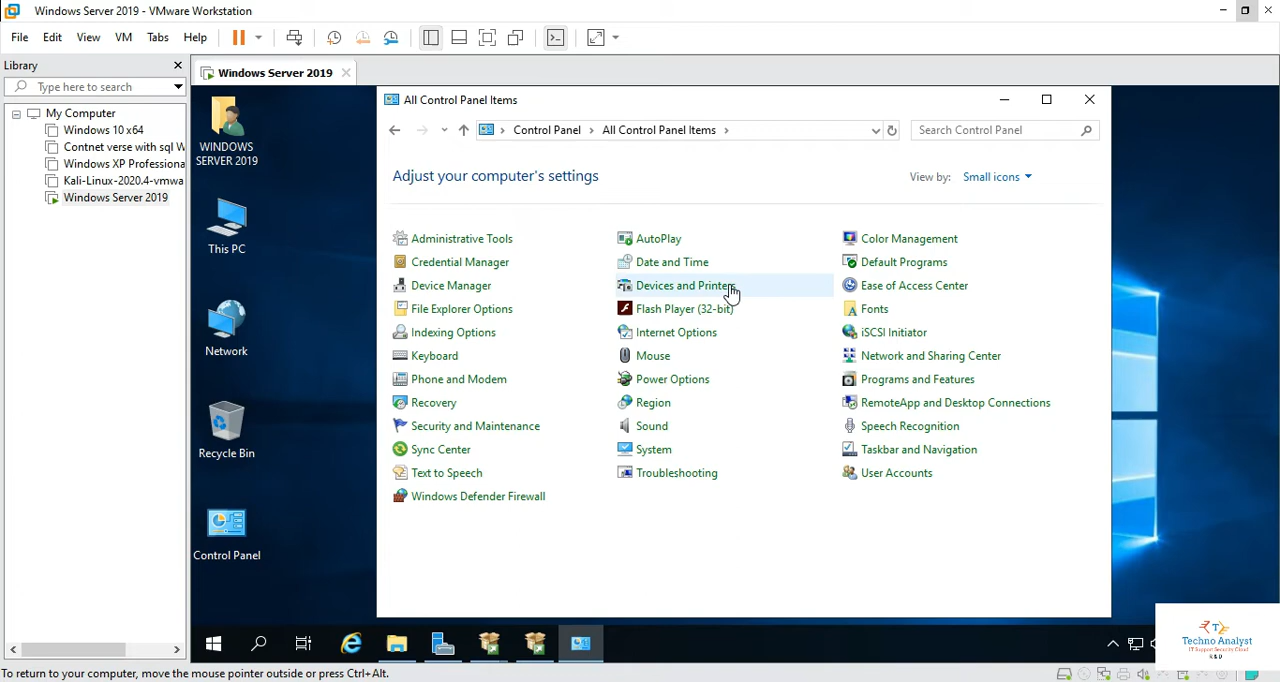 Windows Server 2019 - VMware Workstation
File Edit View VM Tabs Help
Library
Type here to search
My Computer
Windows 10 x64
Contnet verse with sql W
Windows XP Professiona
Kali-Linux-2020.4-vmwa
Windows Server 2019
Windows Server 2019
WINDOWS
SERVER 2019
This PC
Network
Recycle Bin
Control Panel
All Control Panel Items
Control Panel > All Control Panel Items >
Search Control Panel
Adjust your computer's settings
View by: Small icons
Administrative Tools
AutoPlay
Color Management
Credential Manager
Date and Time
Default Programs
Device Manager
Devices and Printers
Ease of Access Center
File Explorer Options
Flash Player (32-bit)
Fonts
Indexing Options
Internet Options
iSCSI Initiator
Keyboard
Mouse
Network and Sharing Center
Phone and Modem
Power Options
Programs and Features
Recovery
Region
RemoteApp and Desktop Connections
Security and Maintenance
Sound
Speech Recognition
Sync Center
System
Taskbar and Navigation
Text to Speech
Troubleshooting
User Accounts
Windows Defender Firewall
Techno Analyst
IT Support Security Cloud
R&D
To return to your computer, move the mouse pointer outside or press Ctrl+Alt.